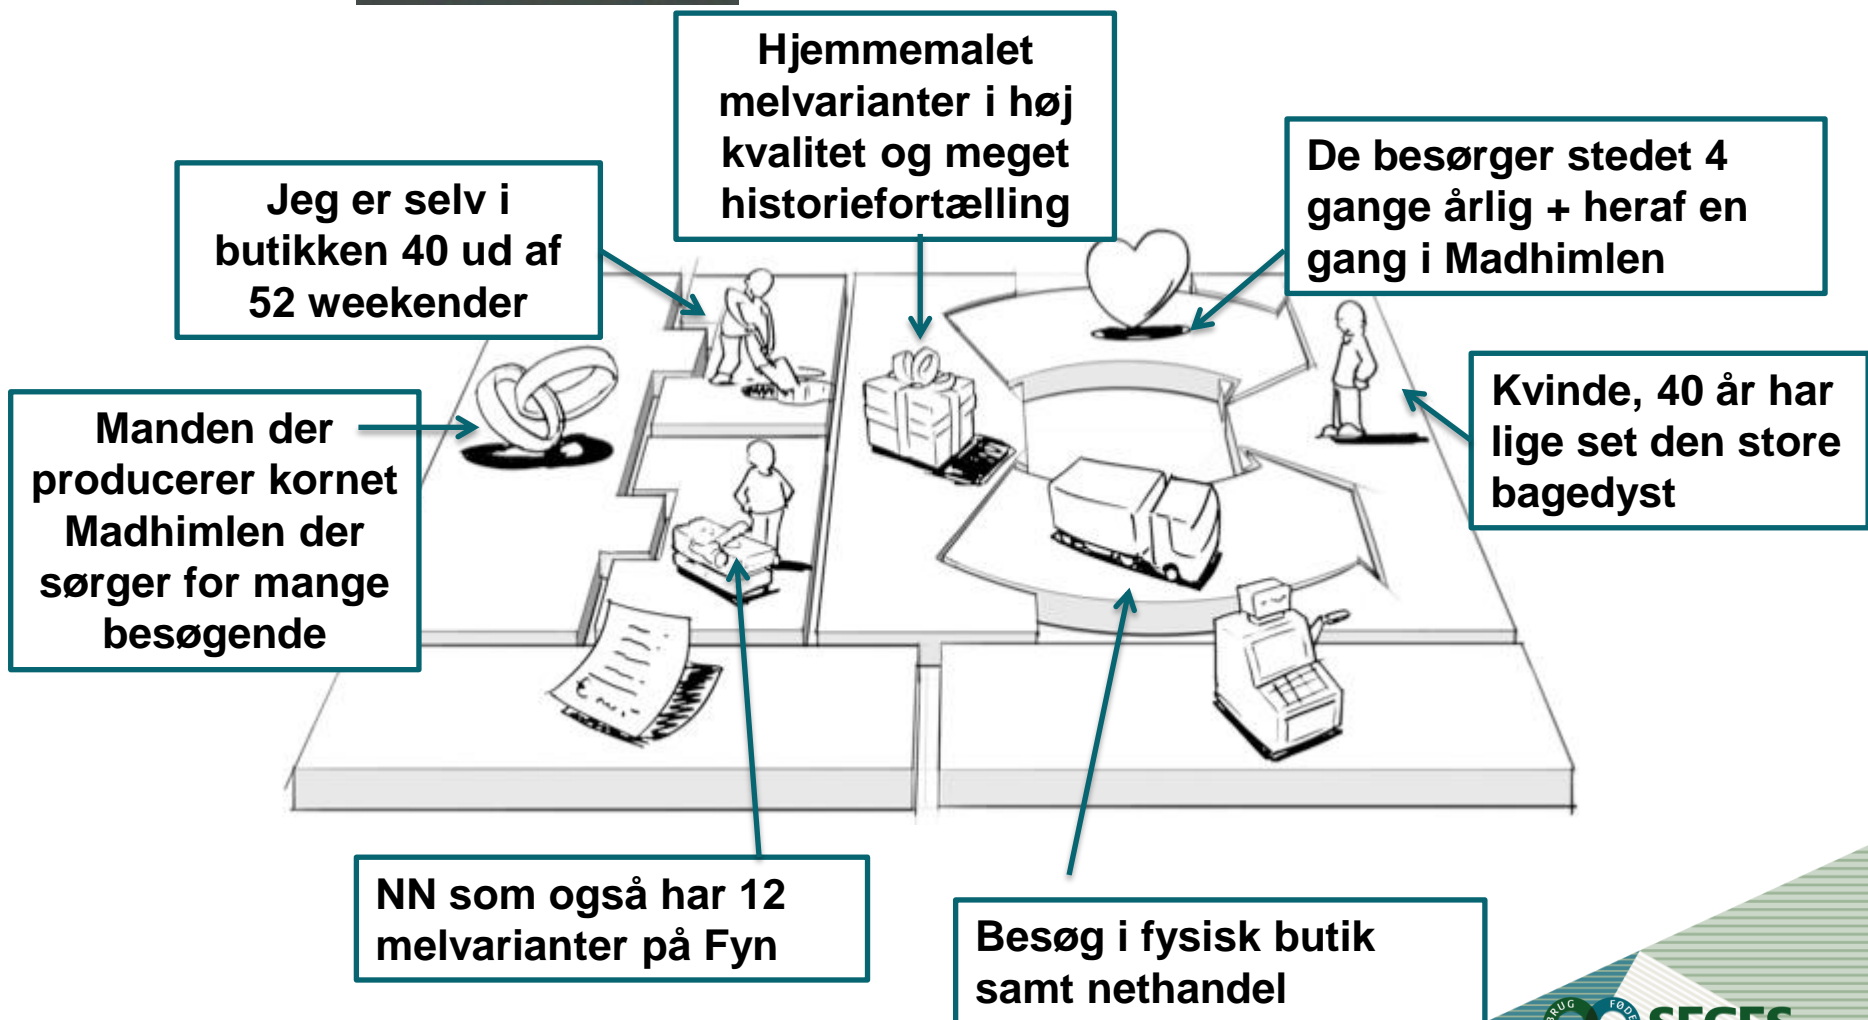 Hjemmemalet
melvarianter i høj
kvalitet og meget
historiefortælling
Jeg er selv i
butikken 40 ud af
52 weekender
De besørger stedet 4
gange årlig + heraf en
gang i Madhimlen
Manden der
producerer kornet
Madhimlen der
sørger for mange
besøgende
Kvinde, 40 år har
lige set den store
bagedyst
NN som også har 12
melvarianter på Fyn
Besøg i fysisk butik
samt nethandel
SEGES